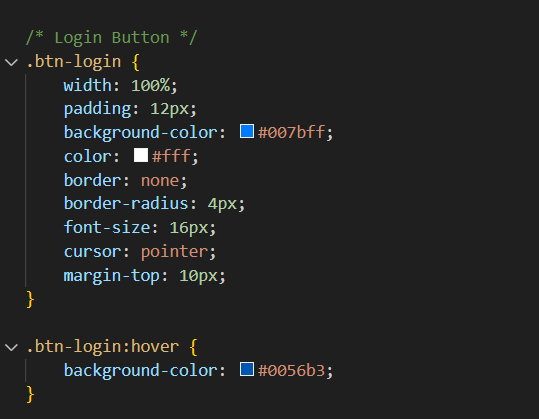 /* Login Button */
.btn-login {
    width: 100%;
    padding: 12px;
    background-color: #007bff;
    color: #fff;
    border: none;
    border-radius: 4px;
    font-size: 16px;
    cursor: pointer;
    margin-top: 10px;
}

.btn-login:hover {
    background-color: #0056b3;
}